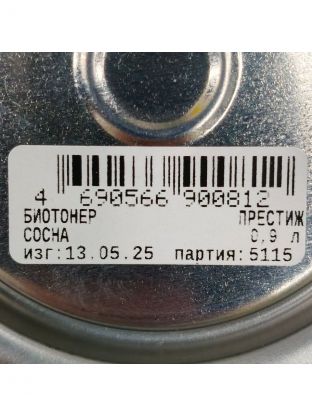 4 690566 900812
БИОТОНЕР ПРЕСТИЖ
СОСНА 0,9 л
изг:13.05.25 партия:5115